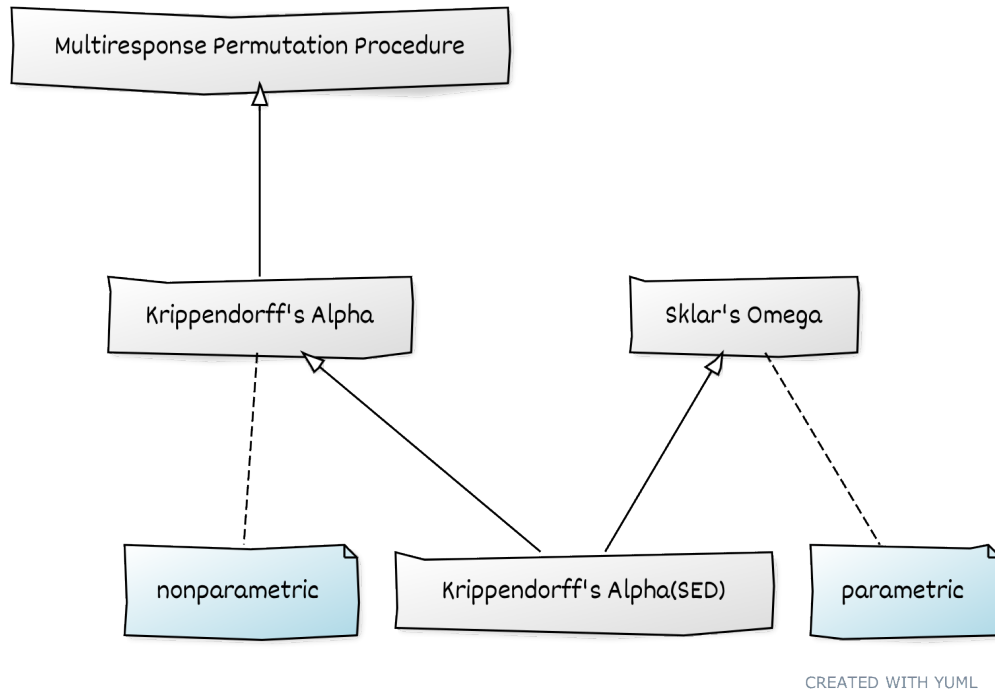 Multiresponse Permutation Procedure
Krippendorff's Alpha
Sklar's Omega
nonparametric
Krippendorff's Alpha(SED)
parametric
CREATED WITH YUML